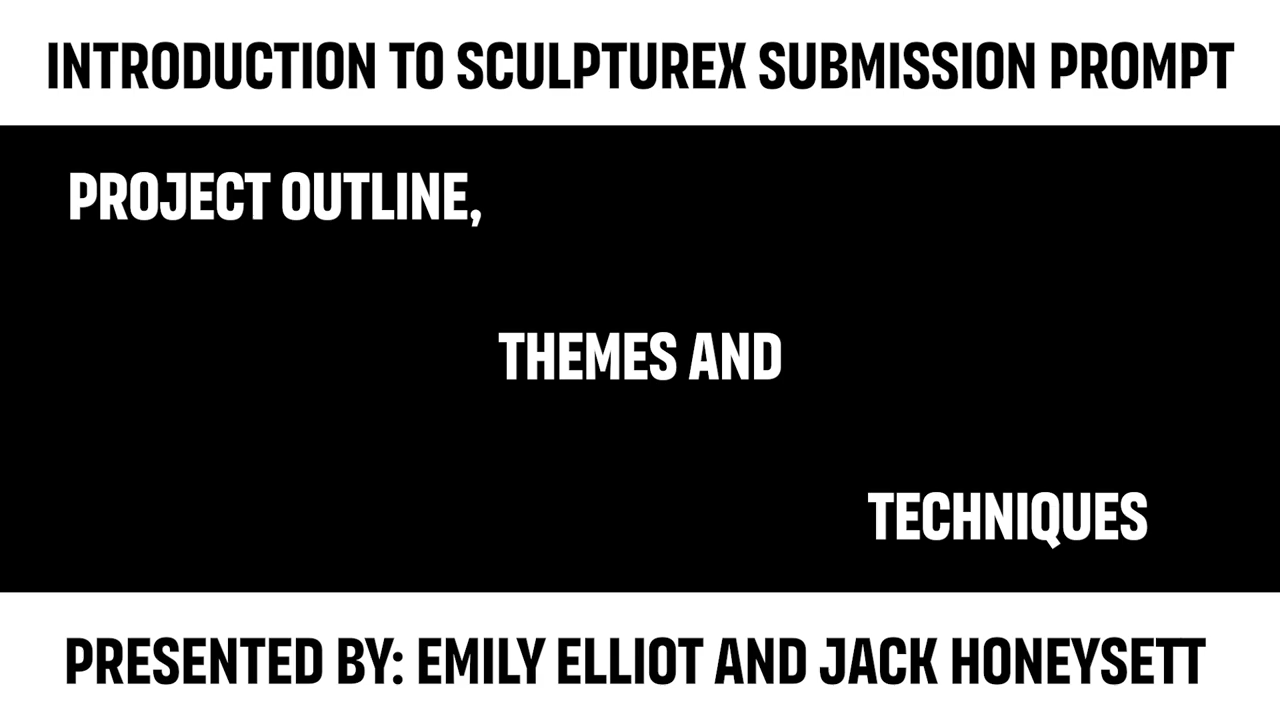 INTRODUCTION TO SCULPTUREX SUBMISSION PROMPT
PROJECT OUTLINE,
THEMES AND
TECHNIQUES
PRESENTED BY: EMILY ELLIOT AND JACK HONEYSETT